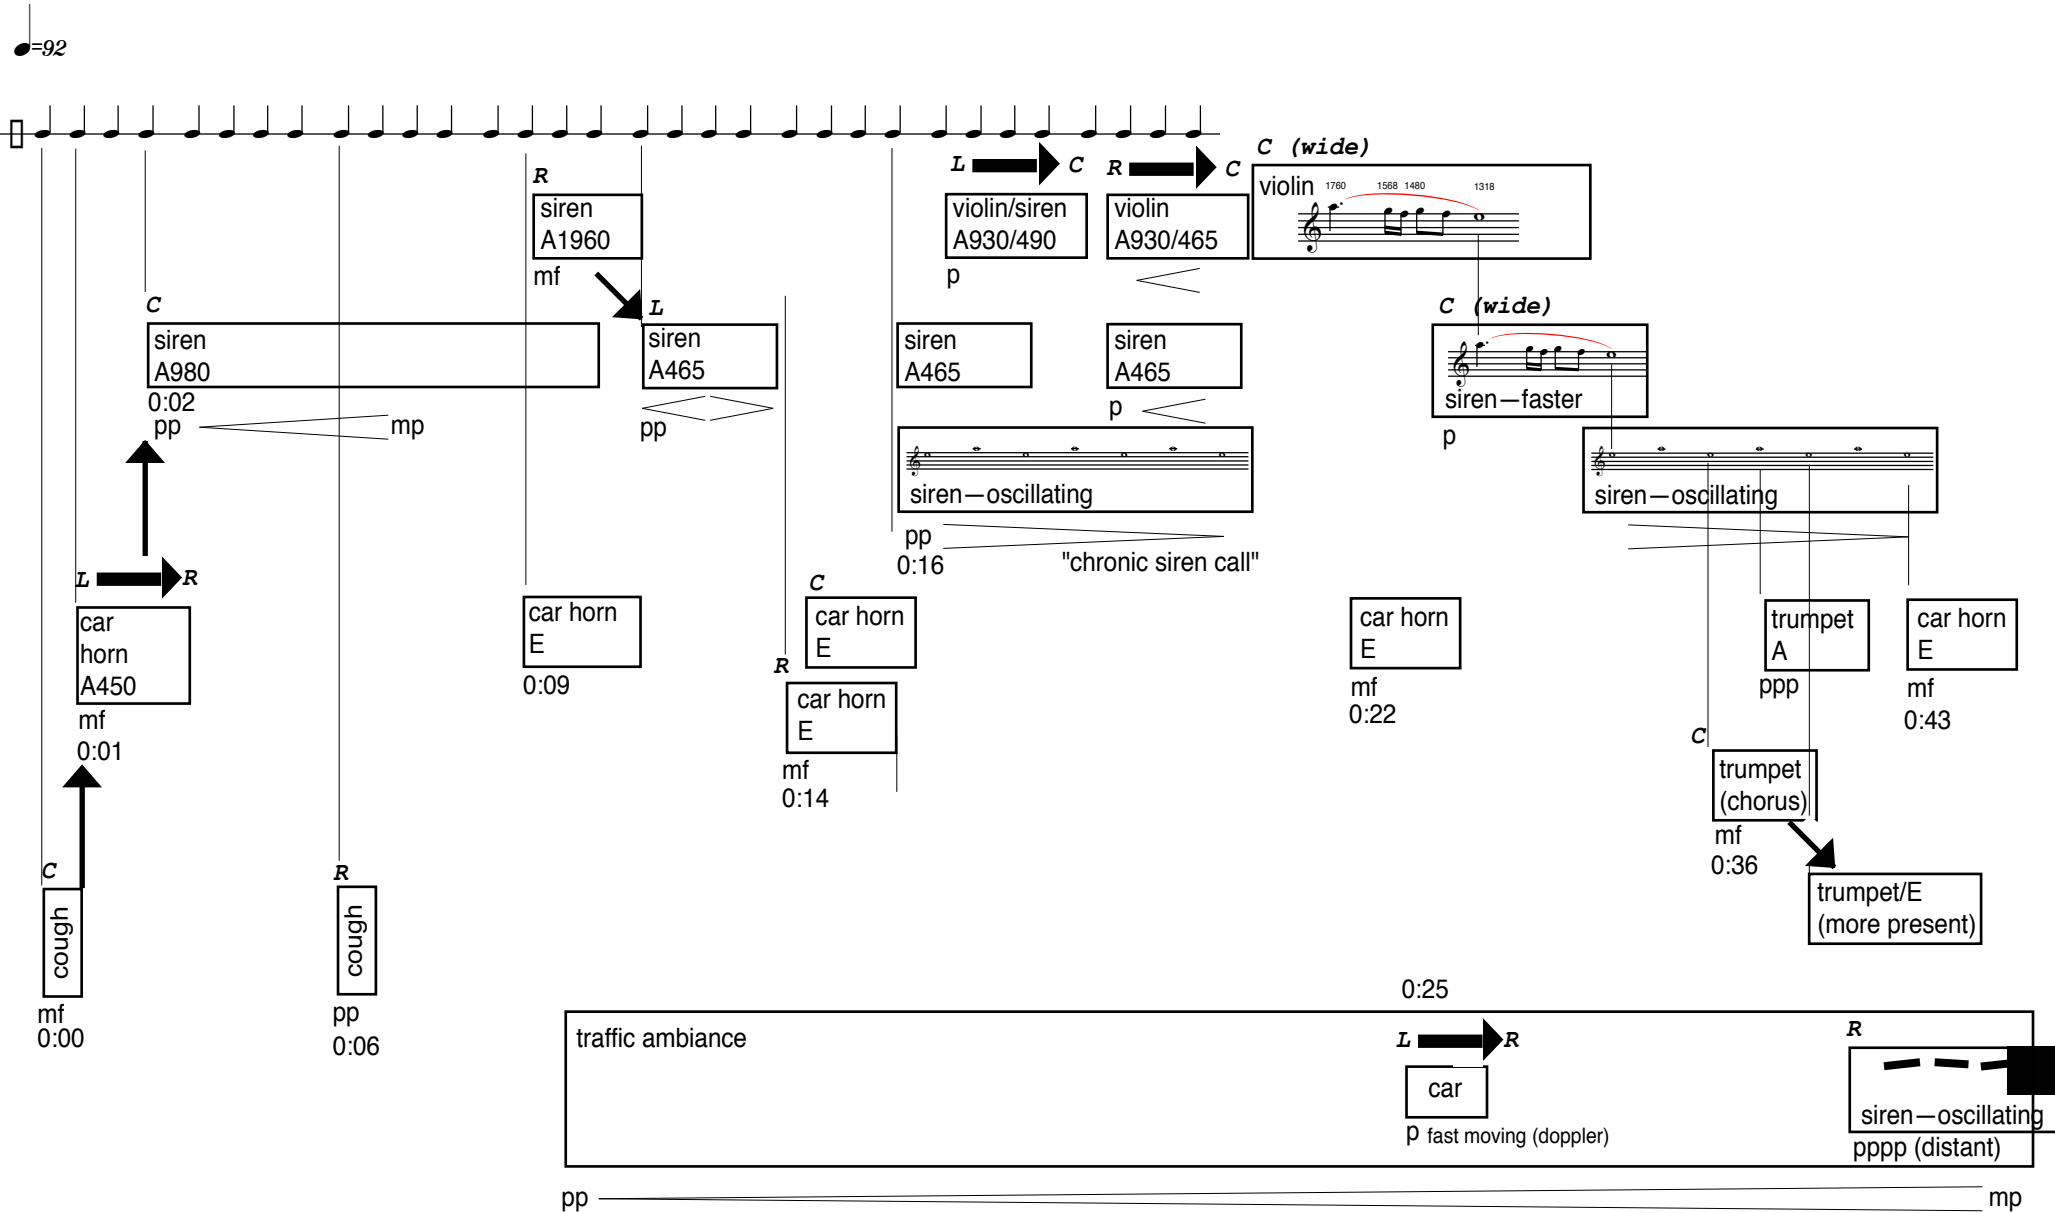 =92
C (wide)
L C R C
violin 1760 1568 1480 1318
R
siren
A1960
mf
violin/siren
A930/490
p
violin
A930/465
C
siren
A980
0:02
pp mp
L
siren
A465
pp
siren
A465
siren
A465
p
C (wide)
siren—faster
p
siren—oscillating
pp
0:16
"chronic siren call"
siren—oscillating
L R
car
horn
A450
mf
0:01
car horn
E
0:09
C
car horn
E
R
car horn
E
mf
0:14
car horn
E
mf
0:22
trumpet
A
ppp
car horn
E
mf
0:43
C
trumpet
(chorus)
mf
0:36
trumpet/E
(more present)
C
cough
mf
0:00
R
cough
pp
0:06
0:25
traffic ambiance
L R
car
p fast moving (doppler)
R
siren—oscillating
pppp (distant)
pp mp